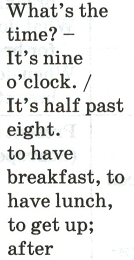 What's the
time? –
It's nine
o'clock. /
It's half past
eight.
to have
breakfast, to
have lunch,
to get up;
after